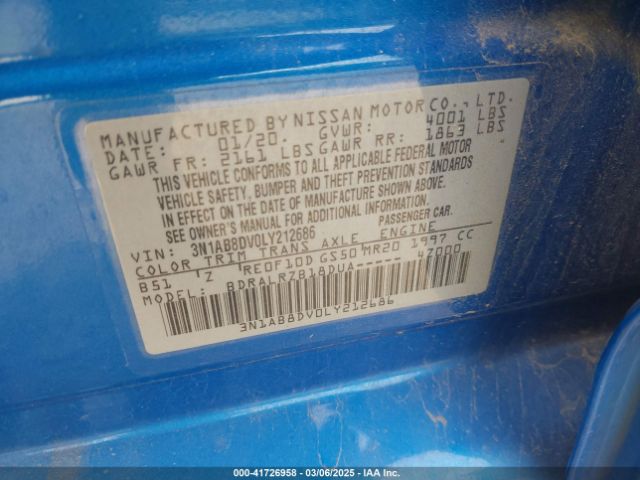 MANUFACTURED BY NISSAN MOTOR CO., LTD.
DATE: 01/20. GVWR: 4001 LBS
GAWR FR: 2161 LBS GAWR RR: 1863 LBS
THIS VEHICLE CONFORMS TO ALL APPLICABLE FEDERAL MOTOR
VEHICLE SAFETY, BUMPER AND THEFT PREVENTION STANDARDS
IN EFFECT ON THE DATE OF MANUFACTURE SHOWN ABOVE.
SEE OWNER'S MANUAL FOR OTHER INFORMATION.
VIN: 3N1AB8DV0LY212686 PASSENGER CAR.
COLOR TRIM TRANS AXLE ENGINE
B51 Z RE0F10D GS50 MR20 1997 CC
MODEL: BDRALRZB18DUA----- 4Z000
3N1AB8DV0LY212686
000-41726958 - 03/06/2025 - IAA Inc.